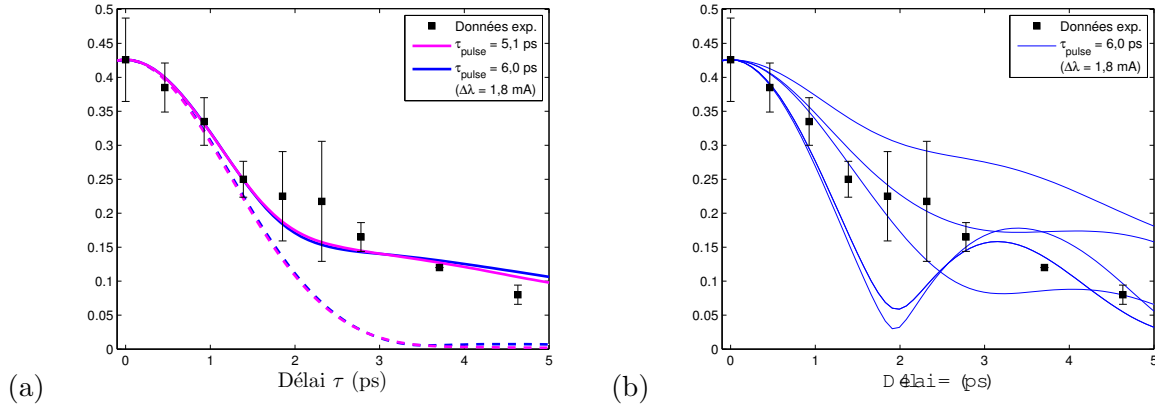 0.5
0.45
0.4
0.35
0.3
0.25
0.2
0.15
0.1
0.05
0
0 1 2 3 4 5
Données exp.
τpulse = 5,1 ps
τpulse = 6,0 ps
(Δλ = 1,8 mA)
(a)
Délai τ (ps)
0.5
0.45
0.4
0.35
0.3
0.25
0.2
0.15
0.1
0.05
0
0 1 2 3 4 5
Données exp.
τpulse = 6,0 ps
(Δλ = 1,8 mA)
(b)